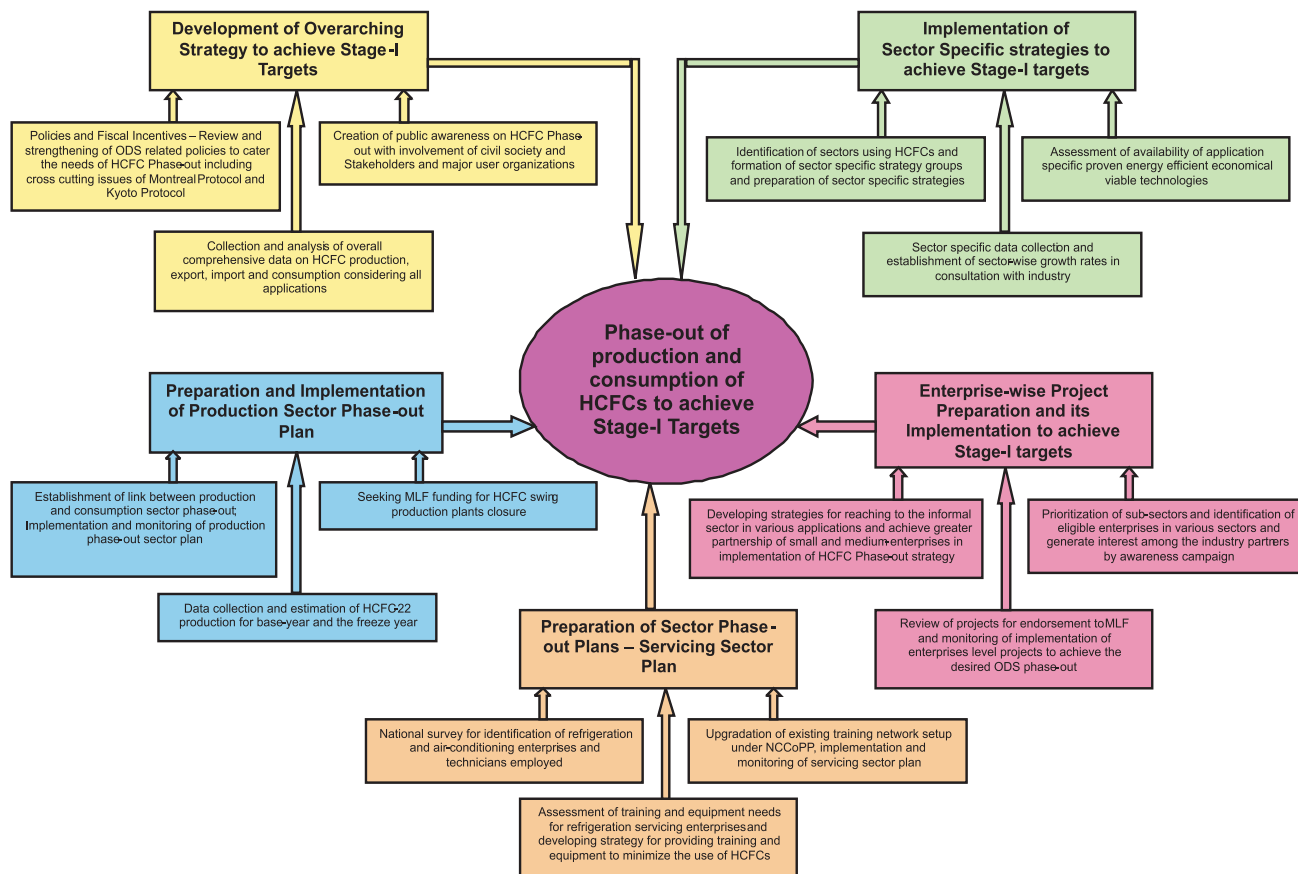 Development of Overarching
Strategy to achieve Stage-I
Targets
Policies and Fiscal Incentives – Review and
strengthening of ODS related policies to cater
the needs of HCFC Phase-out including
cross cutting issues of Montreal Protocol and
Kyoto Protocol
Creation of public awareness on HCFC Phase-
out with involvement of civil society and
Stakeholders and major user organizations
Collection and analysis of overall
comprehensive data on HCFC production,
export, import and consumption considering all
applications
Implementation of
Sector Specific strategies to
achieve Stage-I targets
Identification of sectors using HCFCs and
formation of sector specific strategy groups
and preparation of sector specific strategies
Assessment of availability of application
specific proven energy efficient economical
viable technologies
Sector specific data collection and
establishment of sector-wise growth rates in
consultation with industry
Phase-out of
production and
consumption of
HCFCs to achieve
Stage-I Targets
Preparation and Implementation
of Production Sector Phase-out
Plan
Establishment of link between production
and consumption sector phase-out;
Implementation and monitoring of production
phase-out sector plan
Seeking MLF funding for HCFC swing
production plants closure
Data collection and estimation of HCFC-22
production for base-year and the freeze year
Enterprise-wise Project
Preparation and its
Implementation to achieve
Stage-I targets
Developing strategies for reaching to the informal
sector in various applications and achieve greater
partnership of small and medium-enterprises in
implementation of HCFC Phase-out strategy
Prioritization of sub-sectors and identification of
eligible enterprises in various sectors and
generate interest among the industry partners
by awareness campaign
Review of projects for endorsement to MLF
and monitoring of implementation of
enterprises level projects to achieve the
desired ODS phase-out
Preparation of Sector Phase-
out Plans – Servicing Sector
Plan
National survey for identification of refrigeration
and air-conditioning enterprises and
technicians employed
Upgradation of existing training network setup
under NCCoPP, implementation and
monitoring of servicing sector plan
Assessment of training and equipment needs
for refrigeration servicing enterprises and
developing strategy for providing training and
equipment to minimize the use of HCFCs